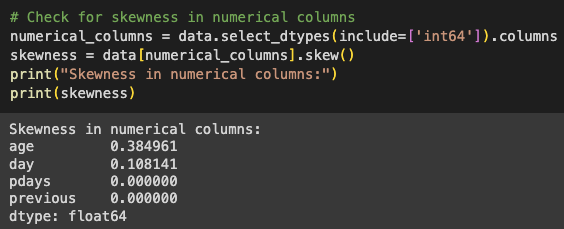 # Check for skewness in numerical columns
numerical_columns = data.select_dtypes(include=['int64']).columns
skewness = data[numerical_columns].skew()
print("Skewness in numerical columns:")
print(skewness)
Skewness in numerical columns:
age         0.384961
day         0.108141
pdays       0.000000
previous    0.000000
dtype: float64